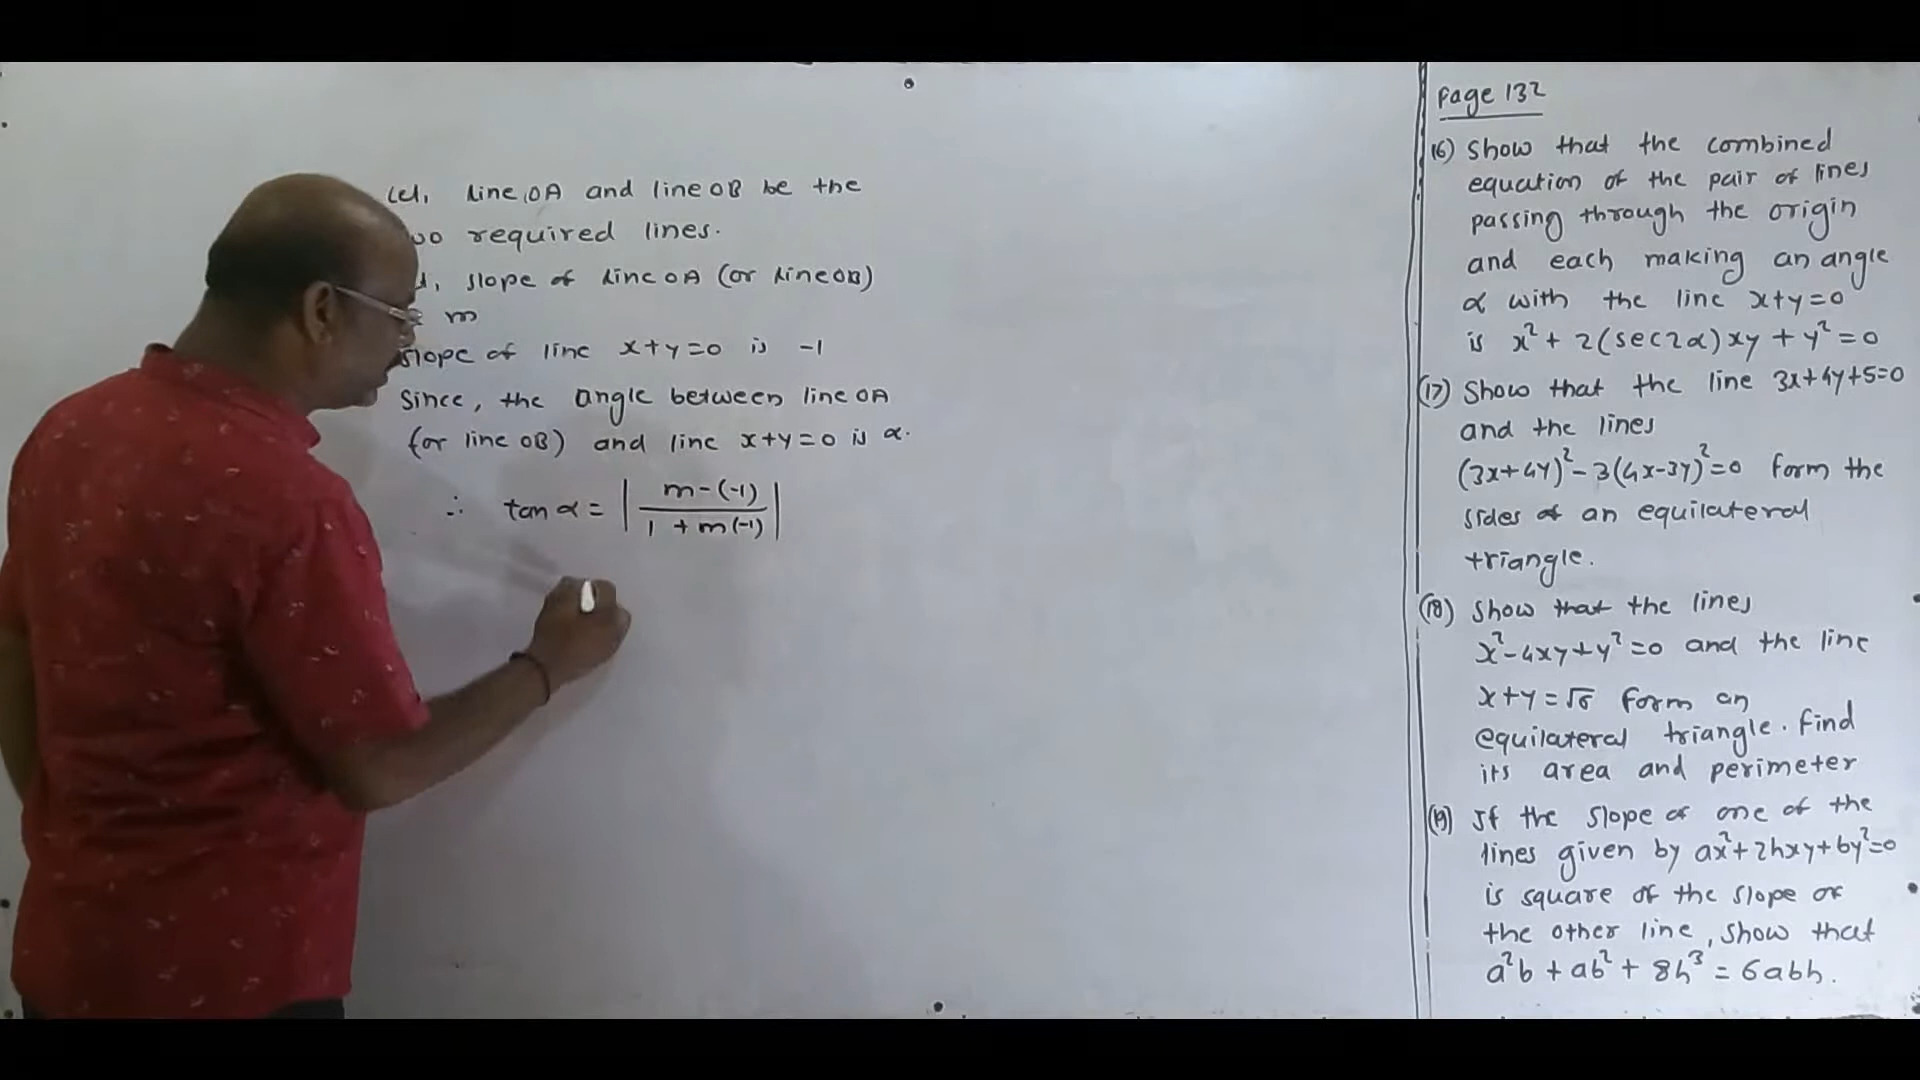 Let, line OA and line OB be the
required lines.
slope of line OA (or line OB)
m
slope of line x+y=0 is -1
Since, the angle between line OA
(or line OB) and line x+y=0 is α.
∴ tan α = | m-(-1) / 1 + m(-1) |
Page 132
16) Show that the combined
equation of the pair of lines
passing through the origin
and each making an angle
α with the line x+y=0
is x² + 2(sec2α)xy + y² = 0
(17) Show that the line 3x+4y+5=0
and the lines
(3x+4y)² - 3(4x-3y)² = 0 form the
sides of an equilateral
triangle.
(18) Show that the lines
x²-4xy+y² = 0 and the line
x+y = √6 form an
equilateral triangle. Find
its area and perimeter
(19) If the slope of one of the
lines given by ax²+2hxy+by²=0
is square of the slope of
the other line, show that
a²b + ab² + 8h³ = 6abh.